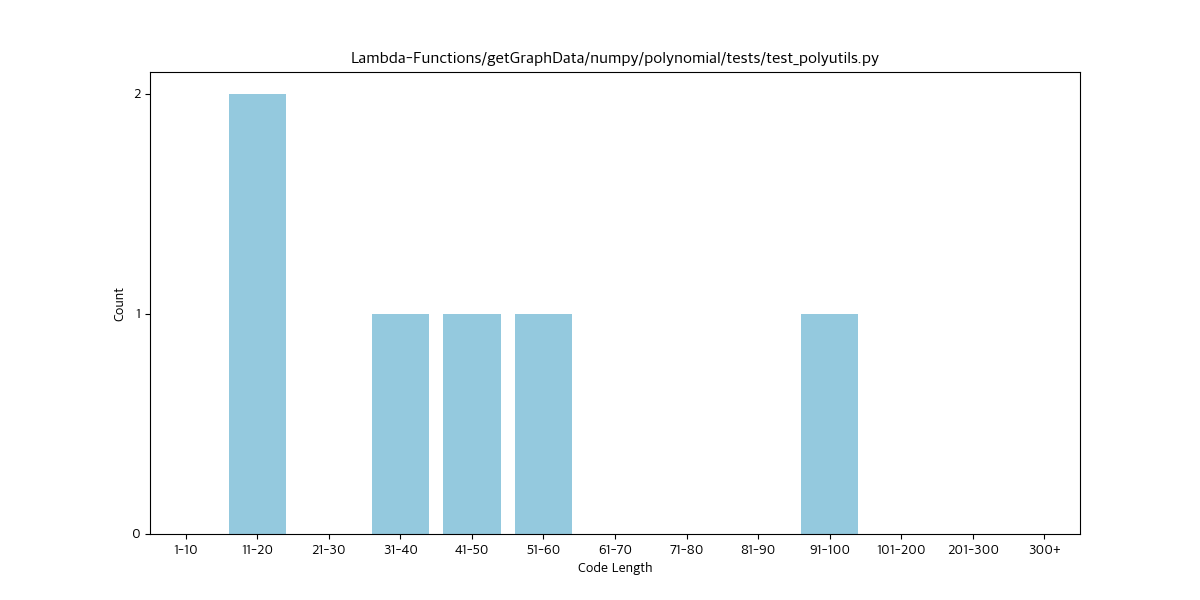 Lambda-Functions/getGraphData/numpy/polynomial/tests/test_polyutils.py
2
1
0
Count
1-10 11-20 21-30 31-40 41-50 51-60 61-70 71-80 81-90 91-100 101-200 201-300 300+
Code Length